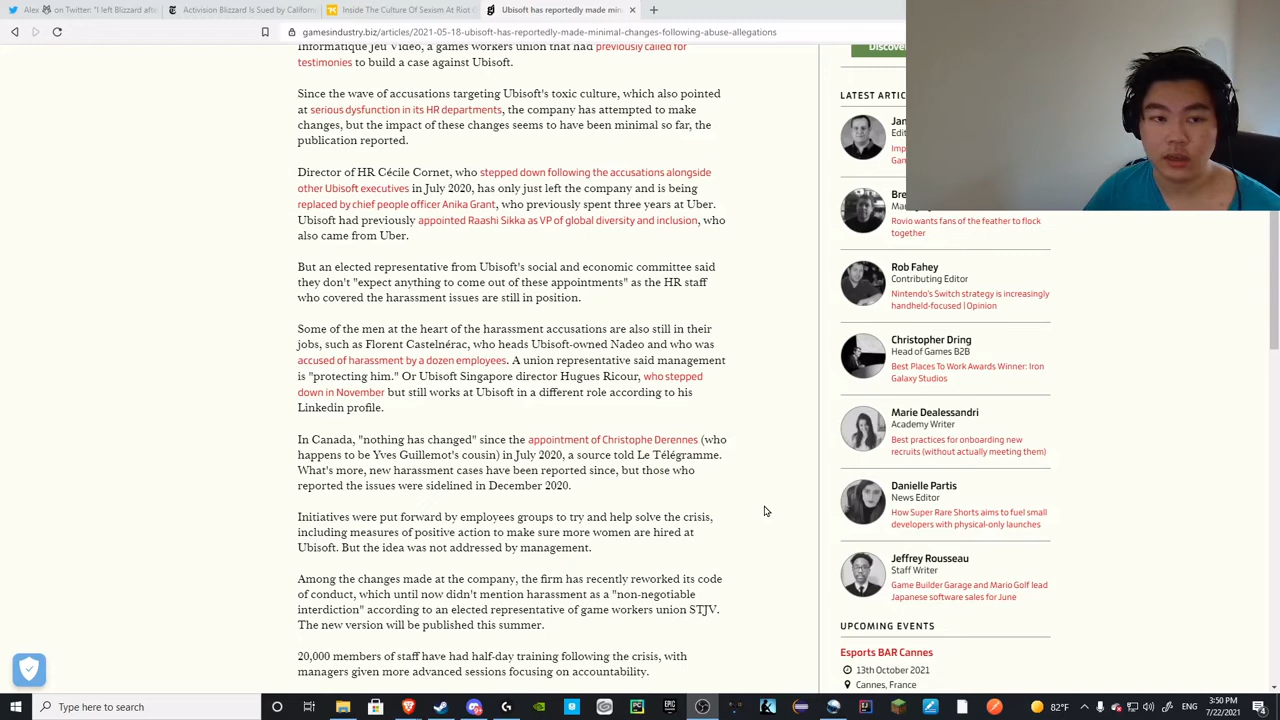 Alex on Twitter: "I left Blizzard after
Activision Blizzard Is Sued by Californ
Inside The Culture Of Sexism At Riot
Ubisoft has reportedly made min
gamesindustry.biz/articles/2021-05-18-ubisoft-has-reportedly-made-minimal-changes-following-abuse-allegations
Informatique Jeu Vidéo, a games workers union that had previously called for
testimonies to build a case against Ubisoft.
Since the wave of accusations targeting Ubisoft's toxic culture, which also pointed
at serious dysfunction in its HR departments, the company has attempted to make
changes, but the impact of these changes seems to have been minimal so far, the
publication reported.
Director of HR Cécile Cornet, who stepped down following the accusations alongside
other Ubisoft executives in July 2020, has only just left the company and is being
replaced by chief people officer Anika Grant, who previously spent three years at Uber.
Ubisoft had previously appointed Raashi Sikka as VP of global diversity and inclusion, who
also came from Uber.
But an elected representative from Ubisoft's social and economic committee said
they don't "expect anything to come out of these appointments" as the HR staff
who covered the harassment issues are still in position.
Some of the men at the heart of the harassment accusations are also still in their
jobs, such as Florent Castelnérac, who heads Ubisoft-owned Nadeo and who was
accused of harassment by a dozen employees. A union representative said management
is "protecting him." Or Ubisoft Singapore director Hugues Ricour, who stepped
down in November but still works at Ubisoft in a different role according to his
Linkedin profile.
In Canada, "nothing has changed" since the appointment of Christophe Derennes (who
happens to be Yves Guillemot's cousin) in July 2020, a source told Le Télégramme.
What's more, new harassment cases have been reported since, but those who
reported the issues were sidelined in December 2020.
Initiatives were put forward by employees groups to try and help solve the crisis,
including measures of positive action to make sure more women are hired at
Ubisoft. But the idea was not addressed by management.
Among the changes made at the company, the firm has recently reworked its code
of conduct, which until now didn't mention harassment as a "non-negotiable
interdiction" according to an elected representative of game workers union STJV.
The new version will be published this summer.
20,000 members of staff have had half-day training following the crisis, with
managers given more advanced sessions focusing on accountability.
Discover
LATEST ARTIC
Jam
Edit
Imp
Gam
Bre
Mana
Rovio wants fans of the feather to flock
together
Rob Fahey
Contributing Editor
Nintendo's Switch strategy is increasingly
handheld-focused | Opinion
Christopher Dring
Head of Games B2B
Best Places To Work Awards Winner: Iron
Galaxy Studios
Marie Dealessandri
Academy Writer
Best practices for onboarding new
recruits (without actually meeting them)
Danielle Partis
News Editor
How Super Rare Shorts aims to fuel small
developers with physical-only launches
Jeffrey Rousseau
Staff Writer
Game Builder Garage and Mario Golf lead
Japanese software sales for June
UPCOMING EVENTS
Esports BAR Cannes
13th October 2021
Cannes, France
Type here to search
82°F
3:50 PM
7/22/2021